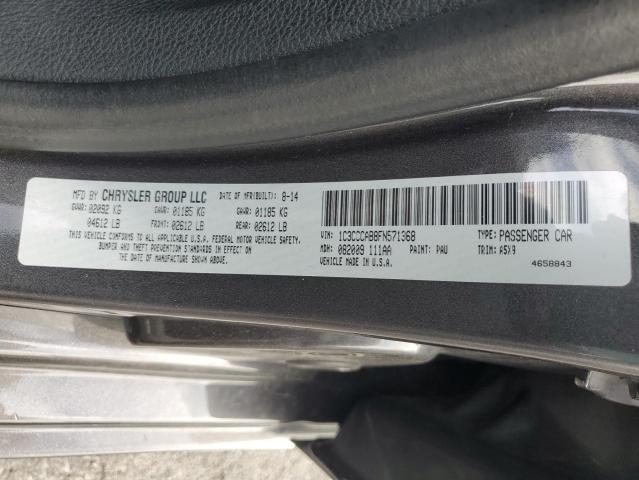 MFD BY CHRYSLER GROUP LLC DATE OF MFR(BUILT): 8-14
GVWR: 02092 KG GAWR: 01185 KG GAWR: 01185 KG
04612 LB FRONT: 02612 LB REAR: 02612 LB
THIS VEHICLE CONFORMS TO ALL APPLICABLE U.S.A. FEDERAL MOTOR VEHICLE SAFETY,
BUMPER AND THEFT PREVENTION STANDARDS IN EFFECT ON
THE DATE OF MANUFACTURE SHOWN ABOVE.
VIN: 1C3CCCAB8FN571368 TYPE: PASSENGER CAR
MDH: 082009 111AA PAINT: PAU TRIM: A5X9
VEHICLE MADE IN U.S.A. 4658843